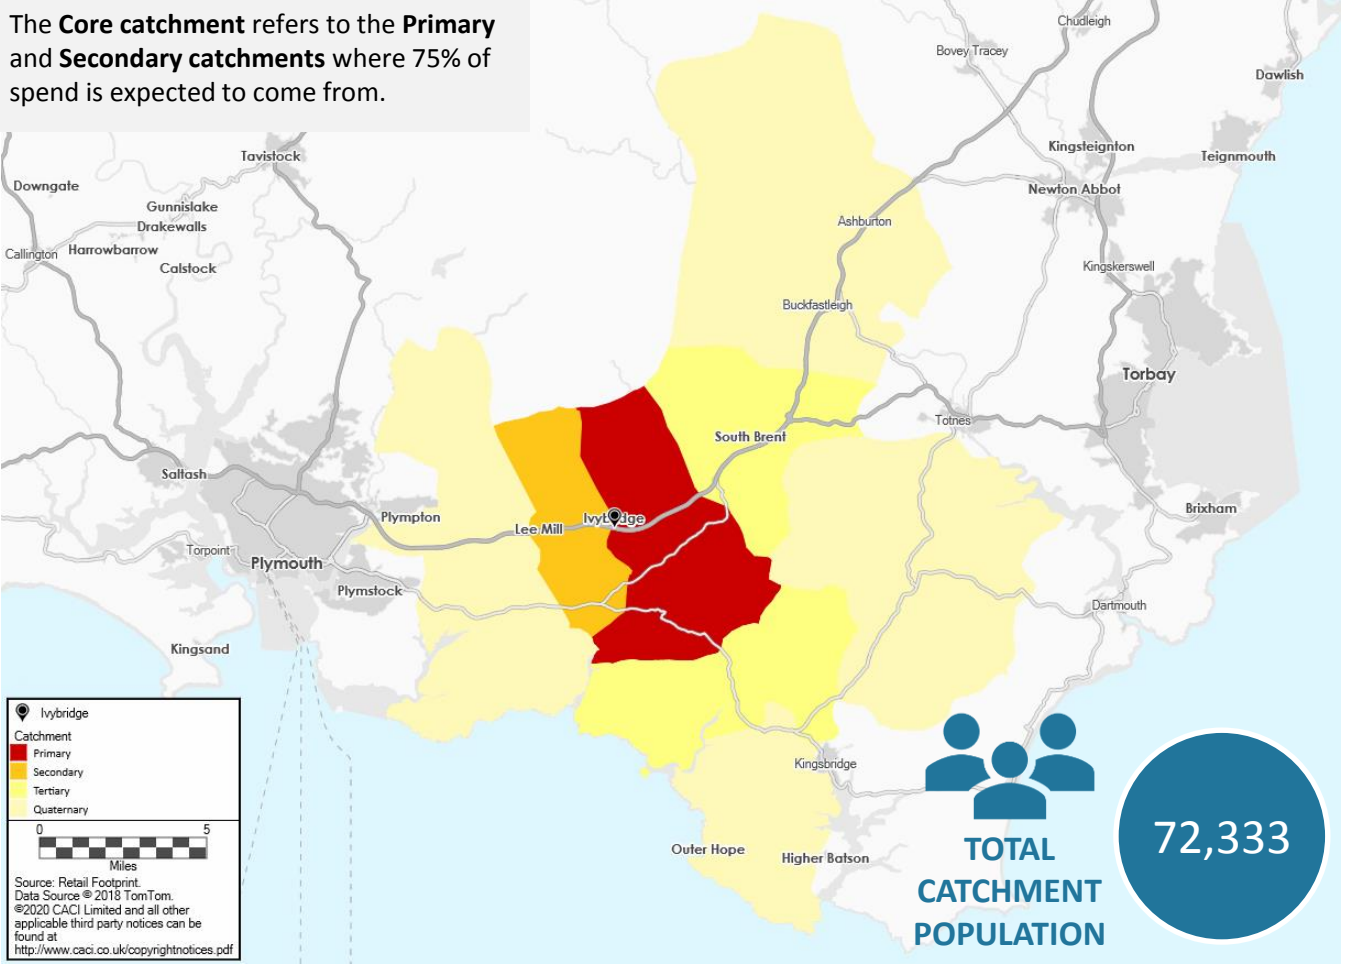 The Core catchment refers to the Primary
and Secondary catchments where 75% of
spend is expected to come from.
Chudleigh
Bovey Tracey
Dawlish
Tavistock
Kingsteignton
Teignmouth
Downgate
Newton Abbot
Gunnislake
Drakewalls
Ashburton
Callington
Harrowbarrow
Calstock
Kingskerswell
Buckfastleigh
Torbay
Totnes
South Brent
Saltash
Plympton
Lee Mill
Ivybridge
Brixham
Torpoint
Plymouth
Plymstock
Dartmouth
Kingsand
Kingsbridge
Outer Hope
Higher Batson
Ivybridge
Catchment
Primary
Secondary
Tertiary
Quaternary
0 5
Miles
Source: Retail Footprint.
Data Source © 2018 TomTom.
©2020 CACI Limited and all other
applicable third party notices can be
found at
http://www.caci.co.uk/copyrightnotices.pdf
TOTAL
CATCHMENT
POPULATION
72,333